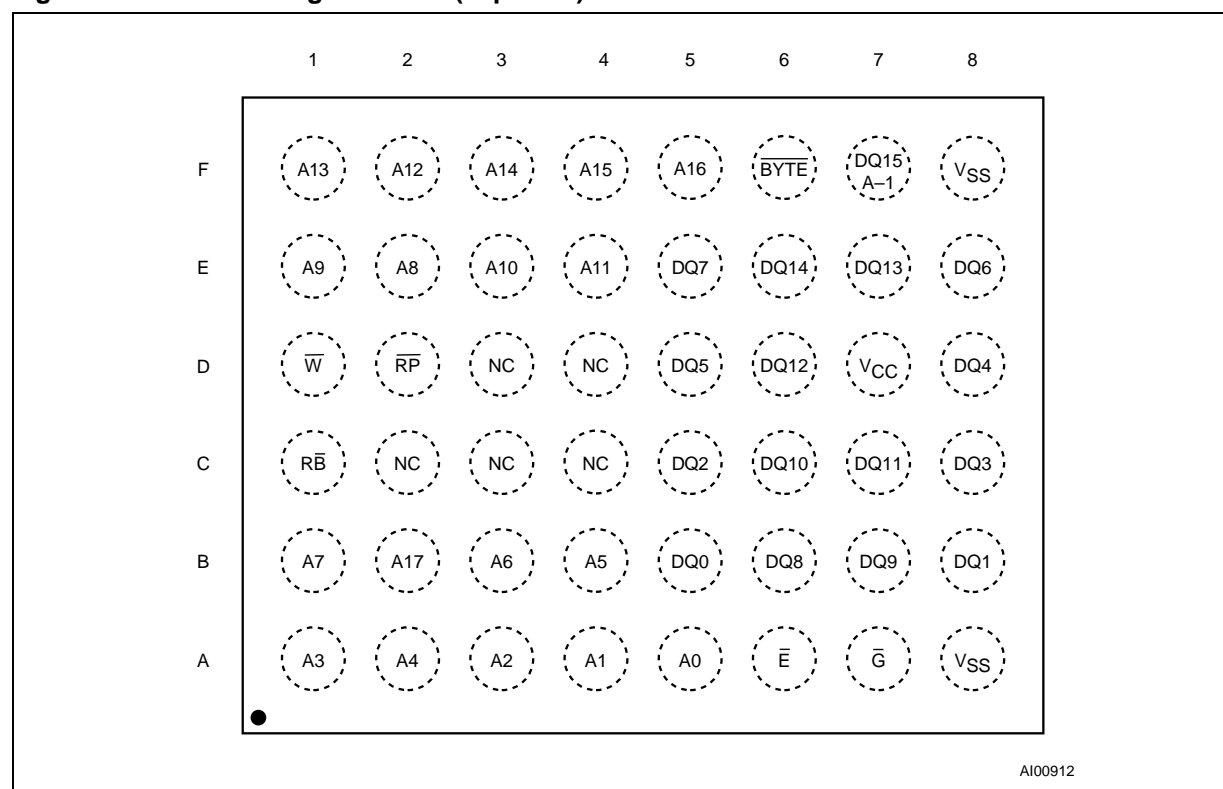 1 2 3 4 5 6 7 8
F A13 A12 A14 A15 A16 B̅Y̅T̅E̅ DQ15 A–1 VSS
E A9 A8 A10 A11 DQ7 DQ14 DQ13 DQ6
D W̅ R̅P̅ NC NC DQ5 DQ12 VCC DQ4
C RB̅ NC NC NC DQ2 DQ10 DQ11 DQ3
B A7 A17 A6 A5 DQ0 DQ8 DQ9 DQ1
A A3 A4 A2 A1 A0 E̅ G̅ VSS
AI00912